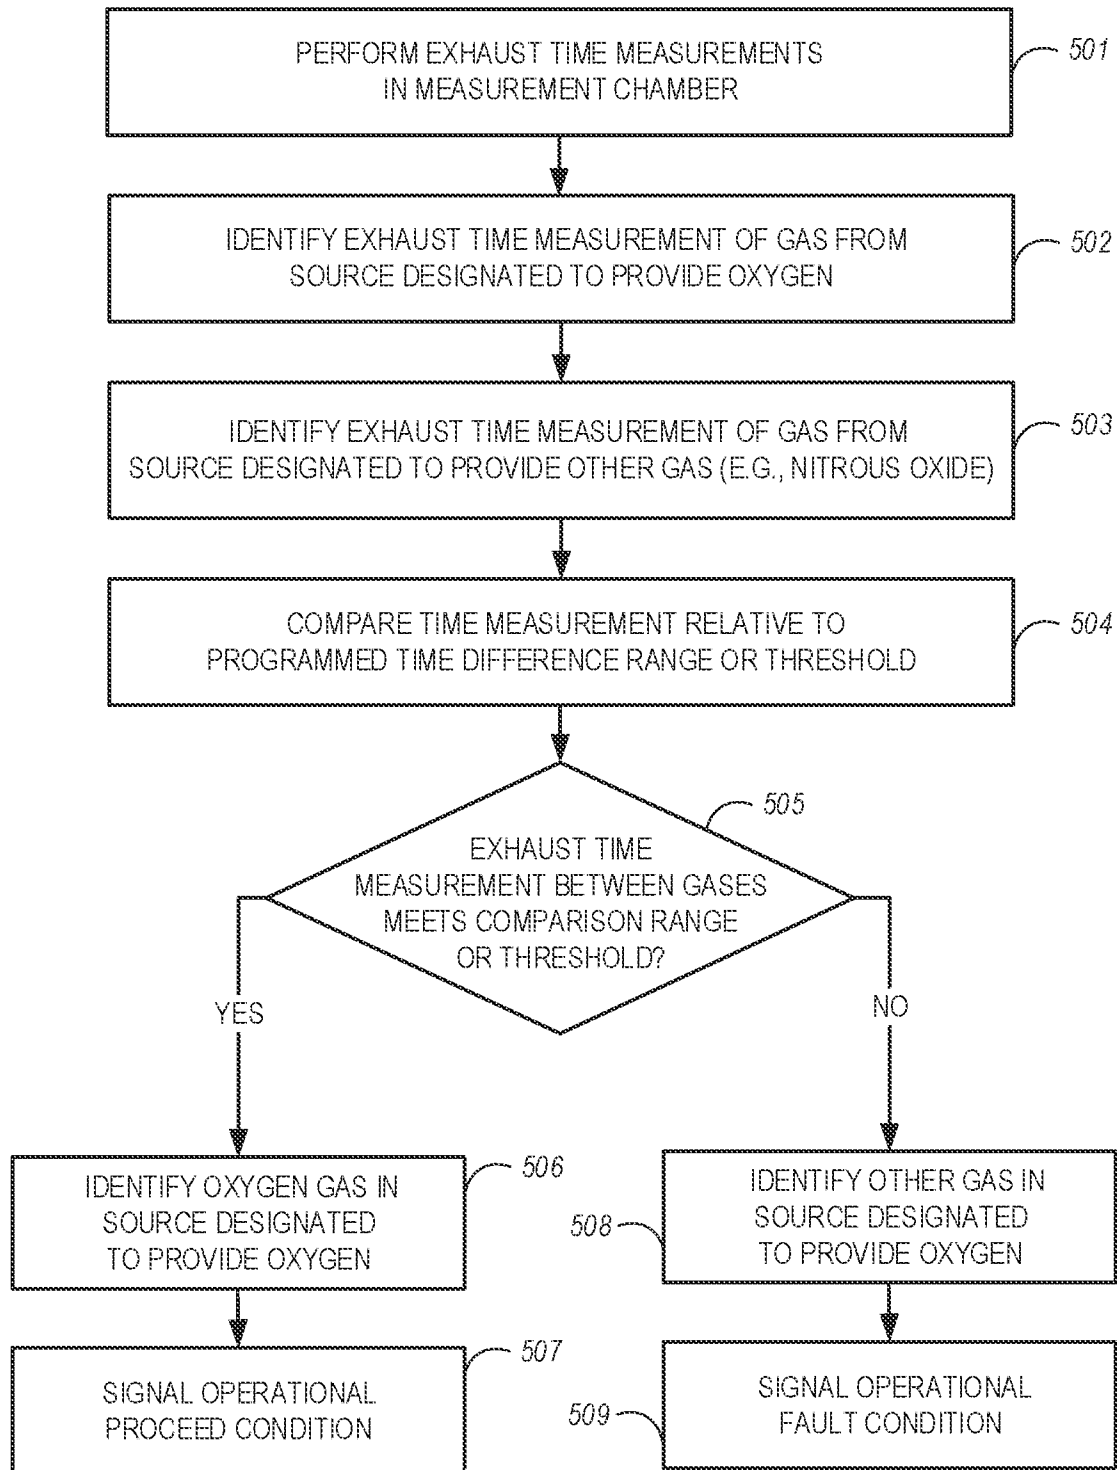 PERFORM EXHAUST TIME MEASUREMENTS
IN MEASUREMENT CHAMBER
501
IDENTIFY EXHAUST TIME MEASUREMENT OF GAS FROM
SOURCE DESIGNATED TO PROVIDE OXYGEN
502
IDENTIFY EXHAUST TIME MEASUREMENT OF GAS FROM
SOURCE DESIGNATED TO PROVIDE OTHER GAS (E.G., NITROUS OXIDE)
503
COMPARE TIME MEASUREMENT RELATIVE TO
PROGRAMMED TIME DIFFERENCE RANGE OR THRESHOLD
504
505
EXHAUST TIME
MEASUREMENT BETWEEN GASES
MEETS COMPARISON RANGE
OR THRESHOLD?
YES
NO
IDENTIFY OXYGEN GAS IN
SOURCE DESIGNATED
TO PROVIDE OXYGEN
506
IDENTIFY OTHER GAS IN
SOURCE DESIGNATED
TO PROVIDE OXYGEN
508
SIGNAL OPERATIONAL
PROCEED CONDITION
507
SIGNAL OPERATIONAL
FAULT CONDITION
509